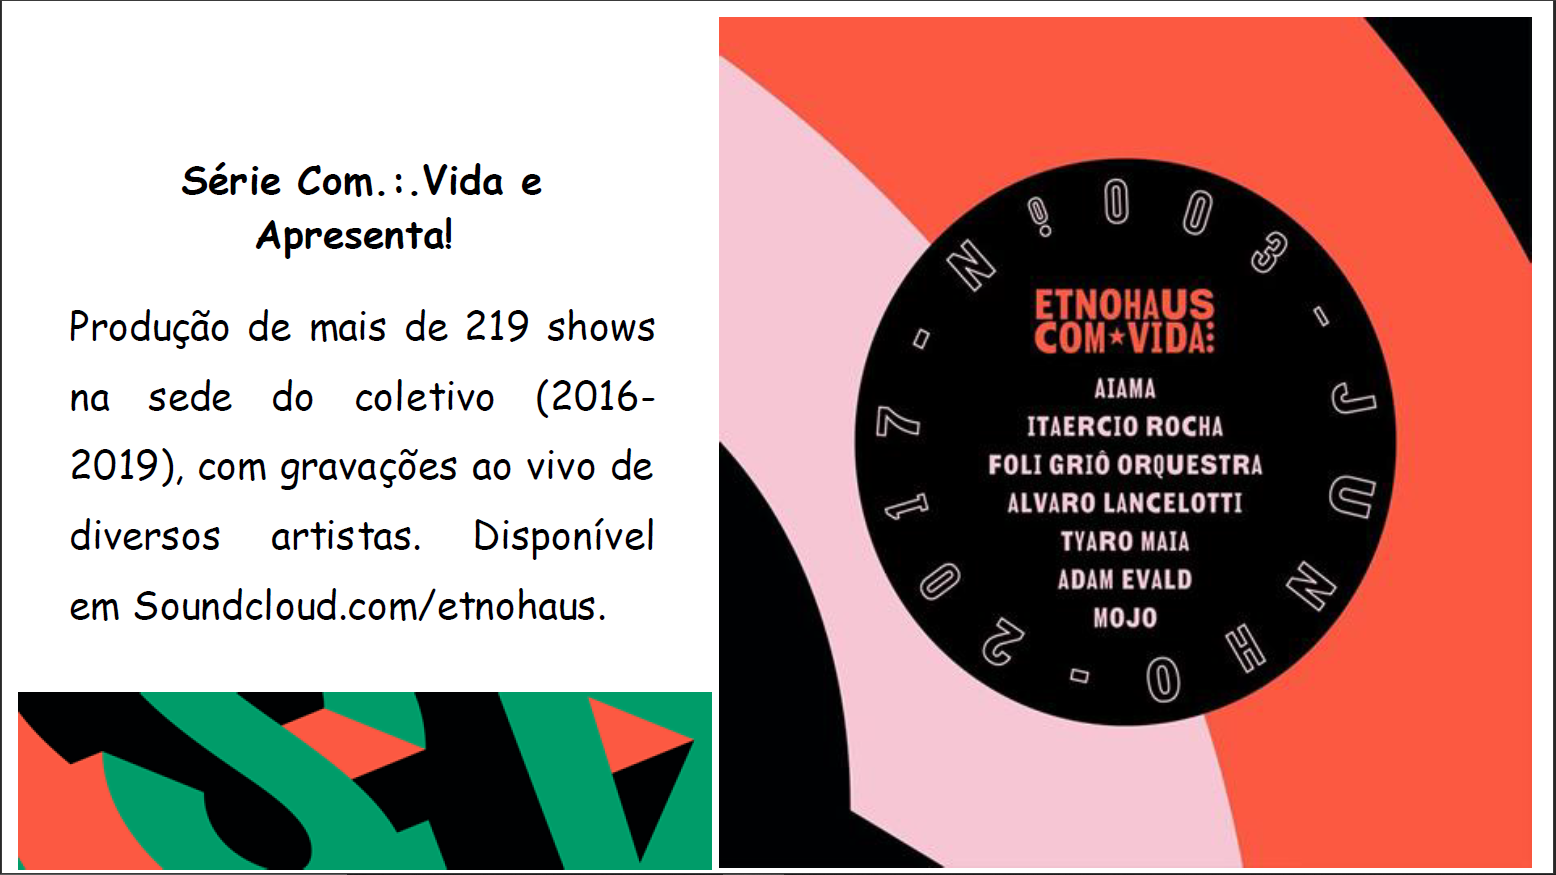 Série Com.:.Vida e
Apresenta!
Produção de mais de 219 shows
na sede do coletivo (2016-
2019), com gravações ao vivo de
diversos artistas. Disponível
em Soundcloud.com/etnohaus.
Nº003-JUNHO-2017-
ETNOHAUS
COM★VIDA
AIAMA
ITAERCIO ROCHA
FOLI GRIÔ ORQUESTRA
ALVARO LANCELOTTI
TYARO MAIA
ADAM EVALD
MOJO